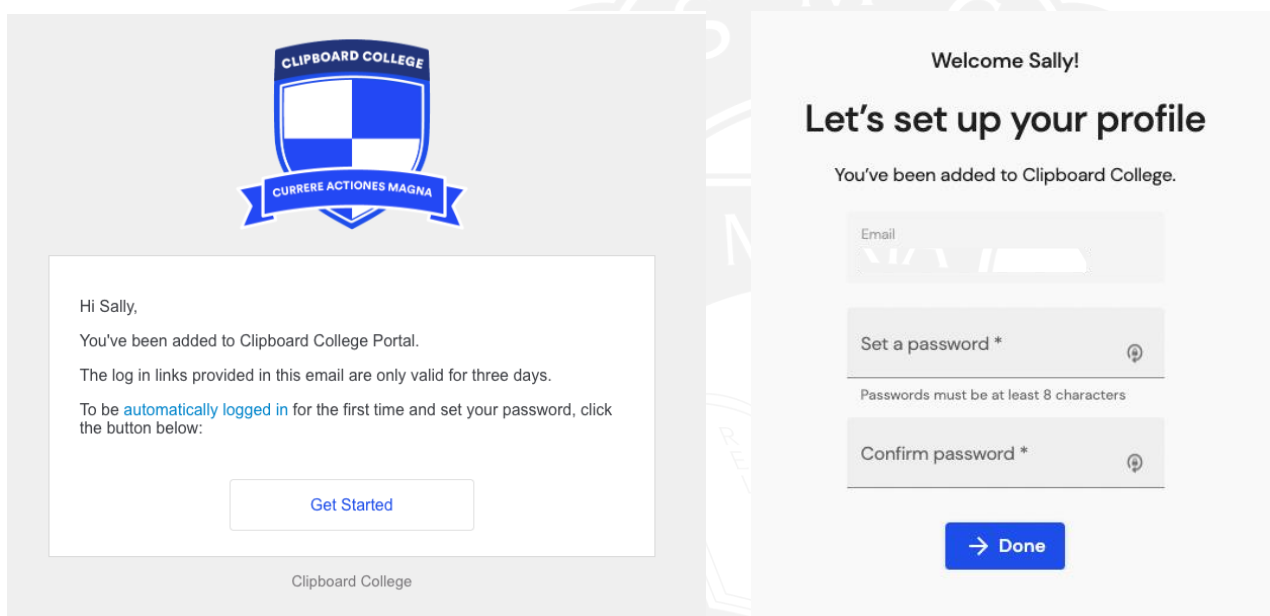 CLIPBOARD COLLEGE
CURRERE ACTIONES MAGNA
Hi Sally,
You've been added to Clipboard College Portal.
The log in links provided in this email are only valid for three days.
To be automatically logged in for the first time and set your password, click
the button below:
Get Started
Clipboard College
Welcome Sally!
Let's set up your profile
You've been added to Clipboard College.
Email
Set a password *
Passwords must be at least 8 characters
Confirm password *
→ Done